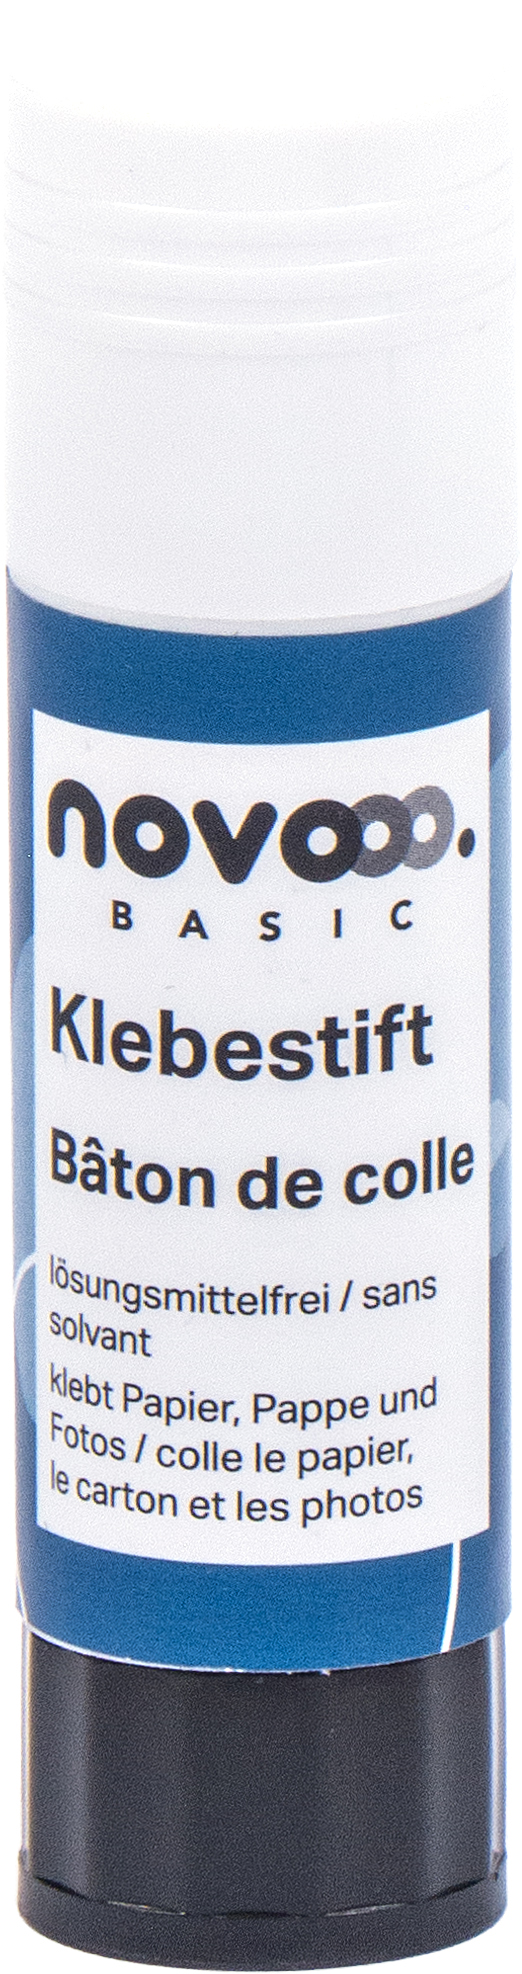 novooo.
BASIC
Klebestift
Bâton de colle
lösungsmittelfrei / sans
solvant
klebt Papier, Pappe und
Fotos / colle le papier,
le carton et les photos